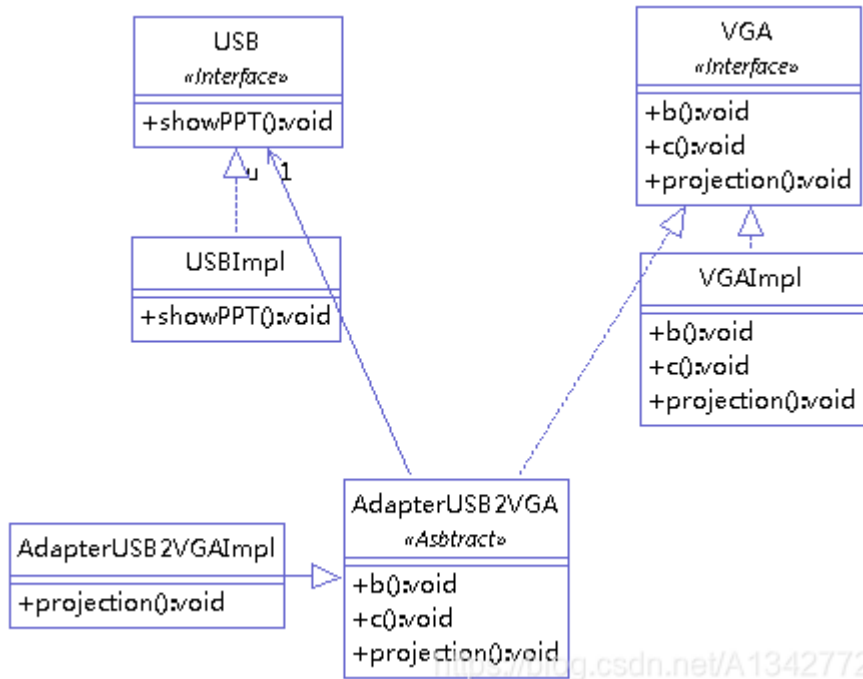 USB
«Interface»
+showPPT():void
u 1
USBImpl
+showPPT():void
VGA
«Interface»
+b():void
+c():void
+projection():void
VGAImpl
+b():void
+c():void
+projection():void
AdapterUSB2VGA
«Asbtract»
+b():void
+c():void
+projection():void
AdapterUSB2VGAImpl
+projection():void
https://blog.csdn.net/A1342772